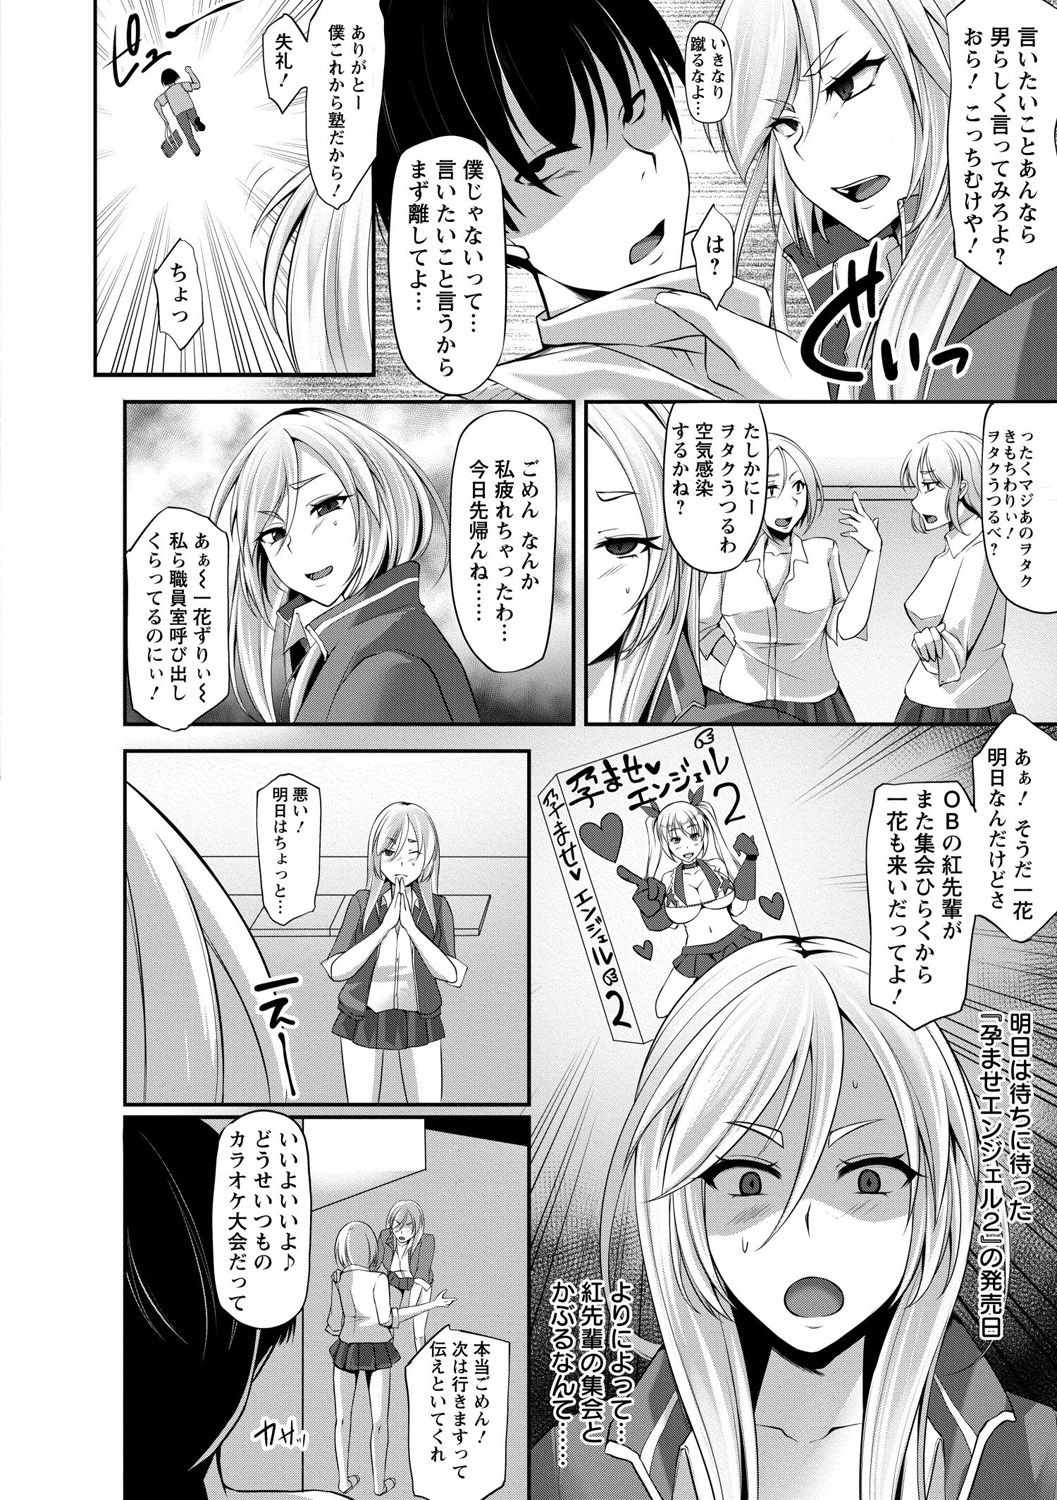 言いたいことあんなら
男らしく言ってみろよ?
おら! こっちむけや!
ぐいっ
いきなり
蹴るなよ…
は?
僕じゃないって…
言いたいこと言うから
まず離してよ…
ありがとー
僕これから塾だから!
失礼!
ピュー
ちょっ
ったくマジあのヲタク
きもちわりぃ!
ヲタクうつるべ?
たしかにー
ヲタクうつるわ
空気感染
するかね?
ごめん なんか
私疲れちゃったわ…
今日先帰んね……
あぁ〜一花ずりぃ〜
私ら職員室呼び出し
くらってるのにぃ!
あぁ! そうだ一花
明日なんだけどさ
OBの紅先輩が
また集会ひらくから
一花も来いだってよ!
孕ませ♥
エンジェル
2
孕ませ♥エンジェル
2
明日は待ちに待った
『孕ませエンジェル2』の発売日
よりによって…
紅先輩の集会と
かぶるなんて……
悪い!
明日はちょっと…
えー
いいよいいよ♪
どうせいつもの
カラオケ大会だって
本当ごめん!
次は行きますって
伝えといてくれ